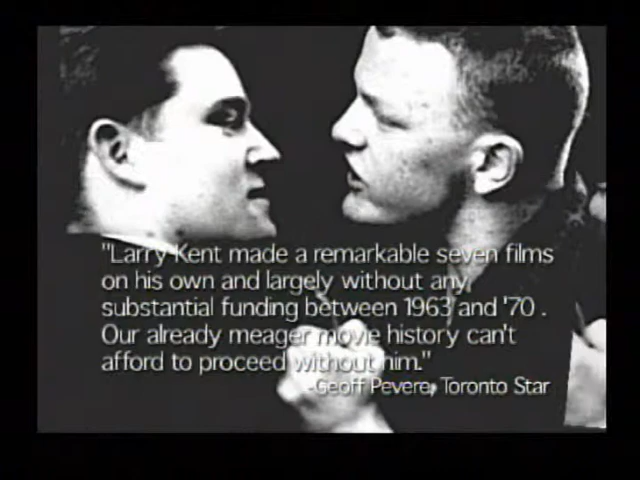 "Larry Kent made a remarkable seven films
on his own and largely without any
substantial funding between 1963 and '70 .
Our already meager movie history can't
afford to proceed without him."
-Geoff Pevere, Toronto Star